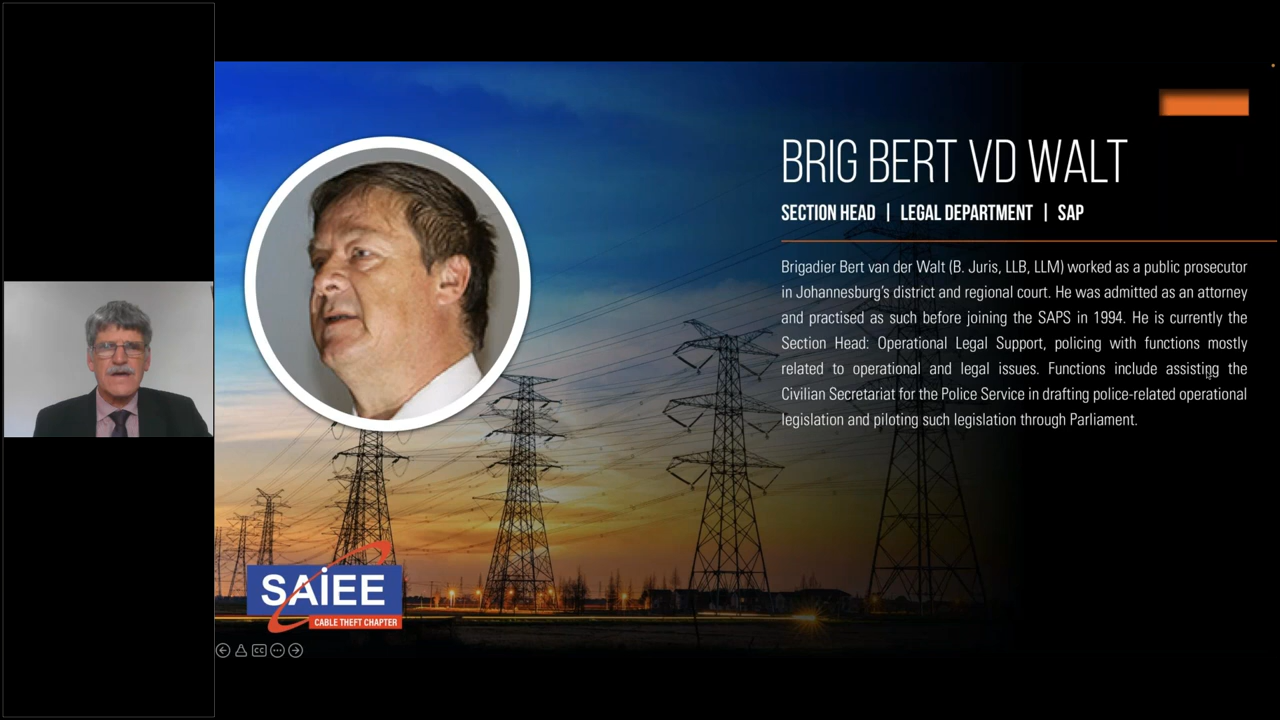 BRIG BERT VD WALT
SECTION HEAD | LEGAL DEPARTMENT | SAP
Brigadier Bert van der Walt (B. Juris, LLB, LLM) worked as a public prosecutor
in Johannesburg's district and regional court. He was admitted as an attorney
and practised as such before joining the SAPS in 1994. He is currently the
Section Head: Operational Legal Support, policing with functions mostly
related to operational and legal issues. Functions include assisting the
Civilian Secretariat for the Police Service in drafting police-related operational
legislation and piloting such legislation through Parliament.
SAiEE
CABLE THEFT CHAPTER
CC